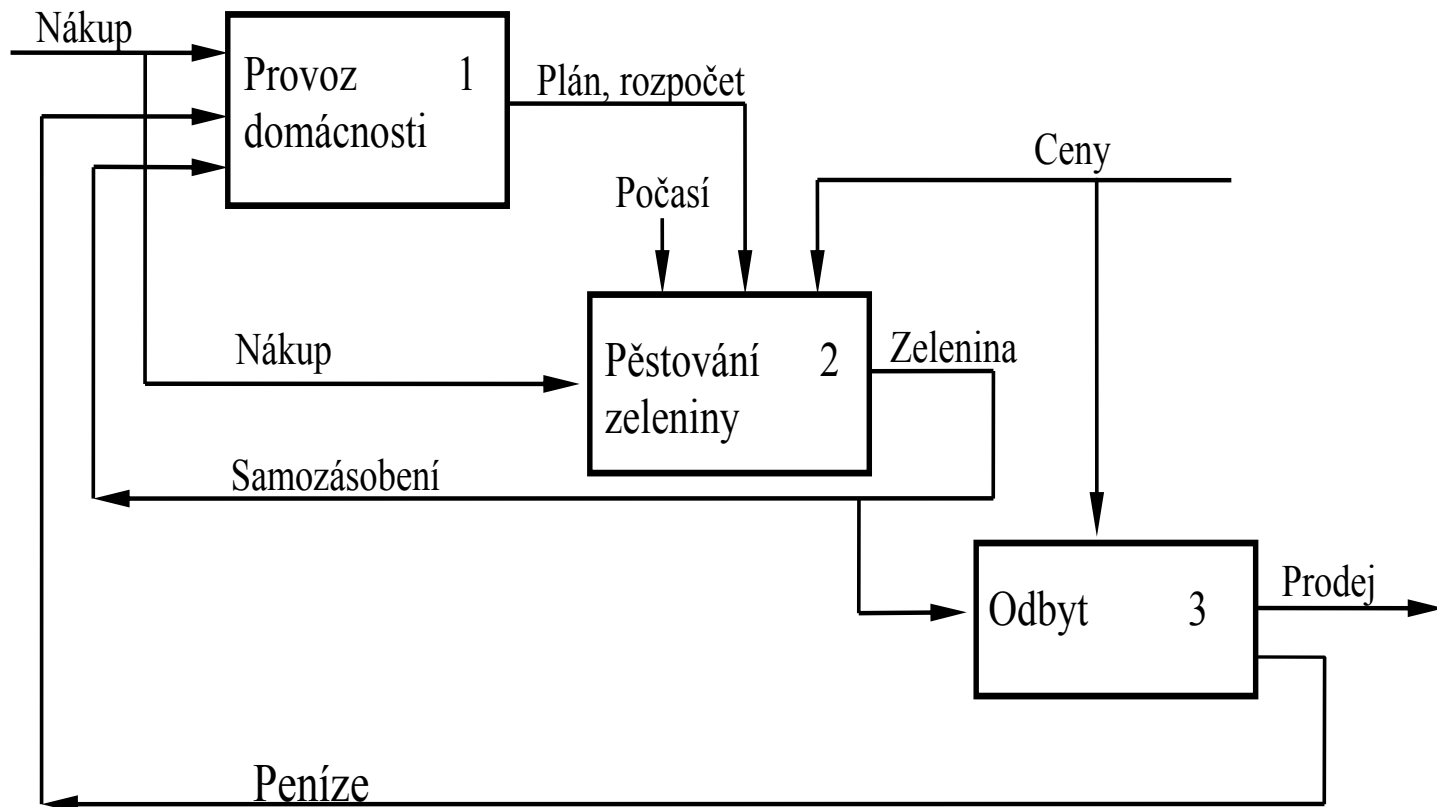 Nákup
Provoz 1
domácnosti
Plán, rozpočet
Ceny
Počasí
Nákup
Pěstování 2
zeleniny
Zelenina
Samozásobení
Odbyt 3
Prodej
Peníze